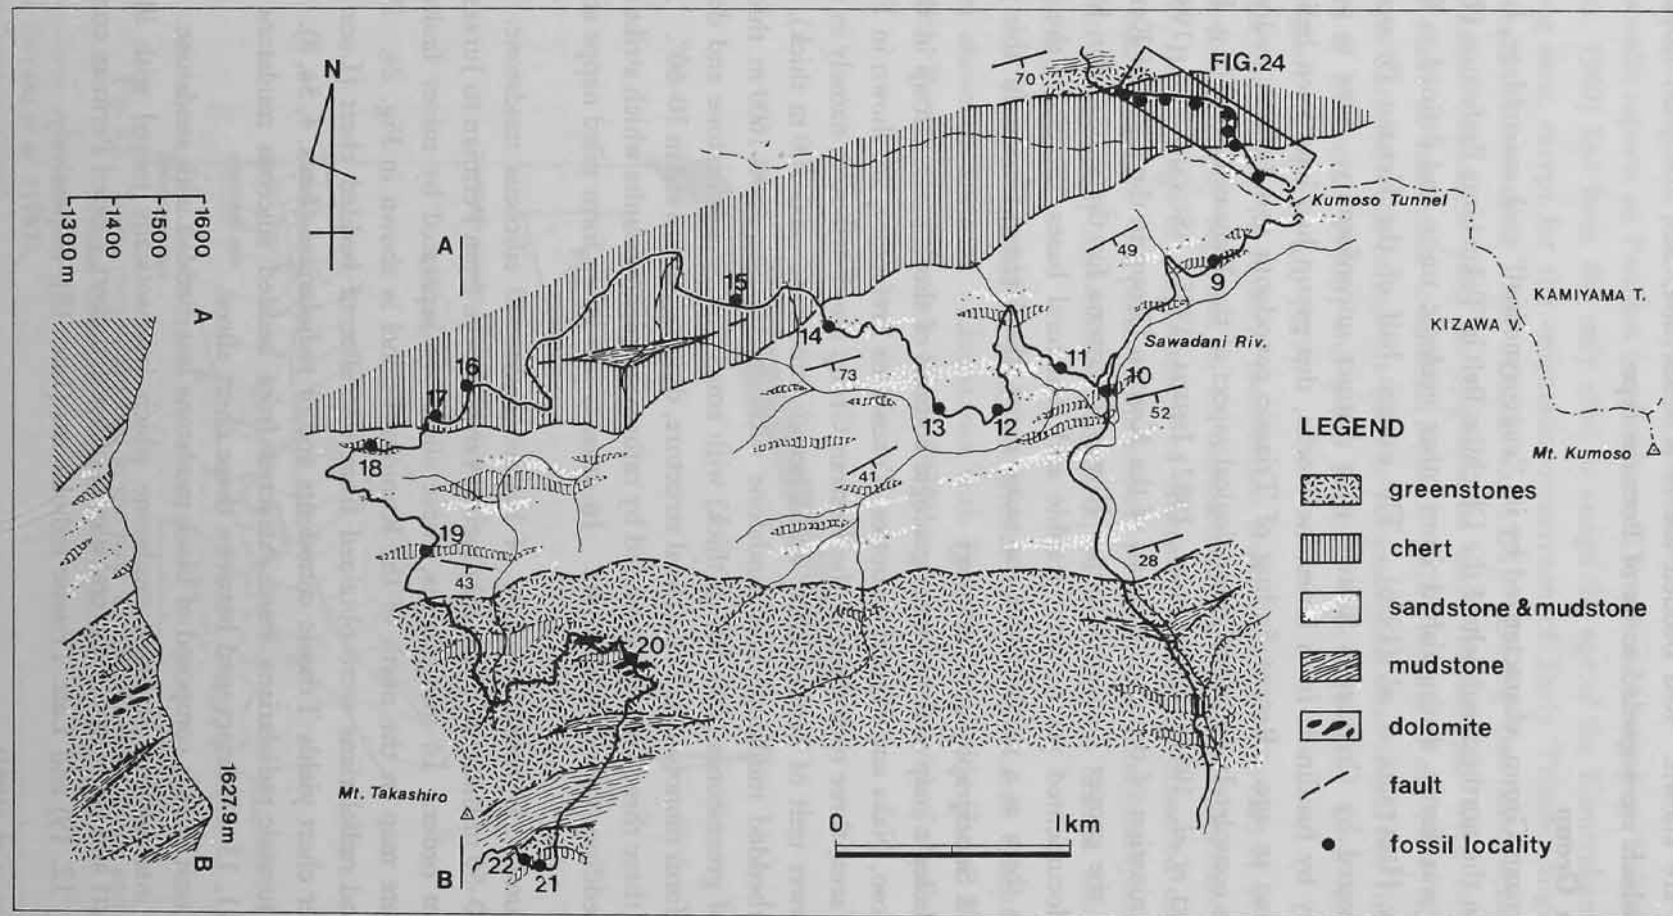 N
FIG.24
70
Kumoso Tunnel
KAMIYAMA T.
KIZAWA V.
Mt. Kumoso
Sawadani Riv.
49
9
A
15
14
16
17
18
73
11
10
52
13
12
41
19
43
28
20
Mt. Takashiro
B
22
21
0
1km
1300 m
1400
1500
1600
A
1627.9m
B
LEGEND
greenstones
chert
sandstone & mudstone
mudstone
dolomite
fault
fossil locality